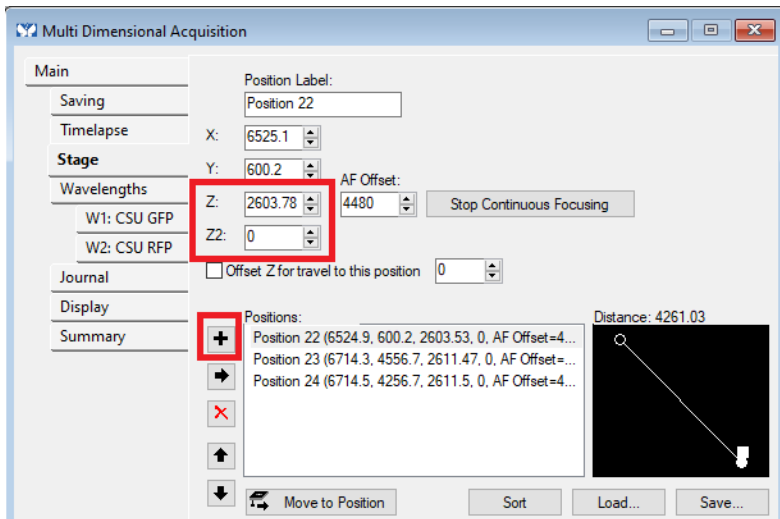 Multi Dimensional Acquisition
Main
Saving
Timelapse
Stage
Wavelengths
W1: CSU GFP
W2: CSU RFP
Journal
Display
Summary
Position Label:
Position 22
X: 6525.1
Y: 600.2
AF Offset:
Z: 2603.78 4480 Stop Continuous Focusing
Z2: 0
Offset Z for travel to this position 0
Positions: Distance: 4261.03
Position 22 (6524.9, 600.2, 2603.53, 0, AF Offset=4...
Position 23 (6714.3, 4556.7, 2611.47, 0, AF Offset=4...
Position 24 (6714.5, 4256.7, 2611.5, 0, AF Offset=4...
Move to Position Sort Load... Save...